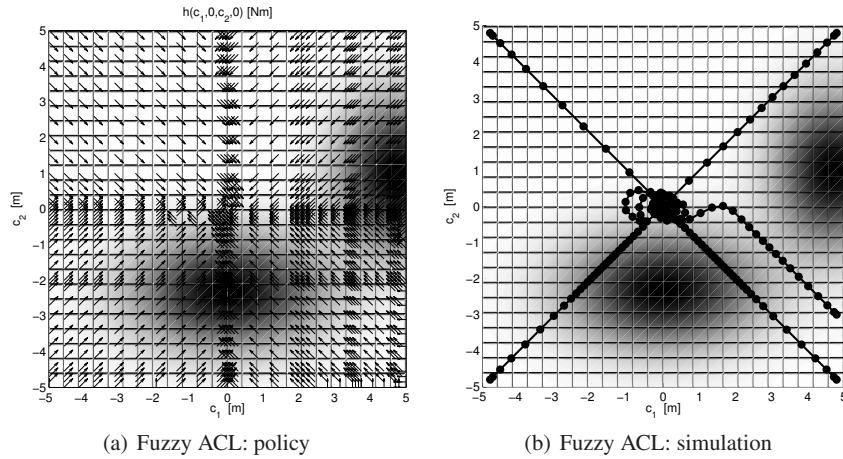 h(c₁,0,c₂,0) [Nm]
5
4
3
2
1
0
−1
−2
−3
−4
−5
c₂ [m]
−5 −4 −3 −2 −1 0 1 2 3 4 5
c₁ [m]
(a) Fuzzy ACL: policy
5
4
3
2
1
0
−1
−2
−3
−4
−5
c₂ [m]
−5 −4 −3 −2 −1 0 1 2 3 4 5
c₁ [m]
(b) Fuzzy ACL: simulation